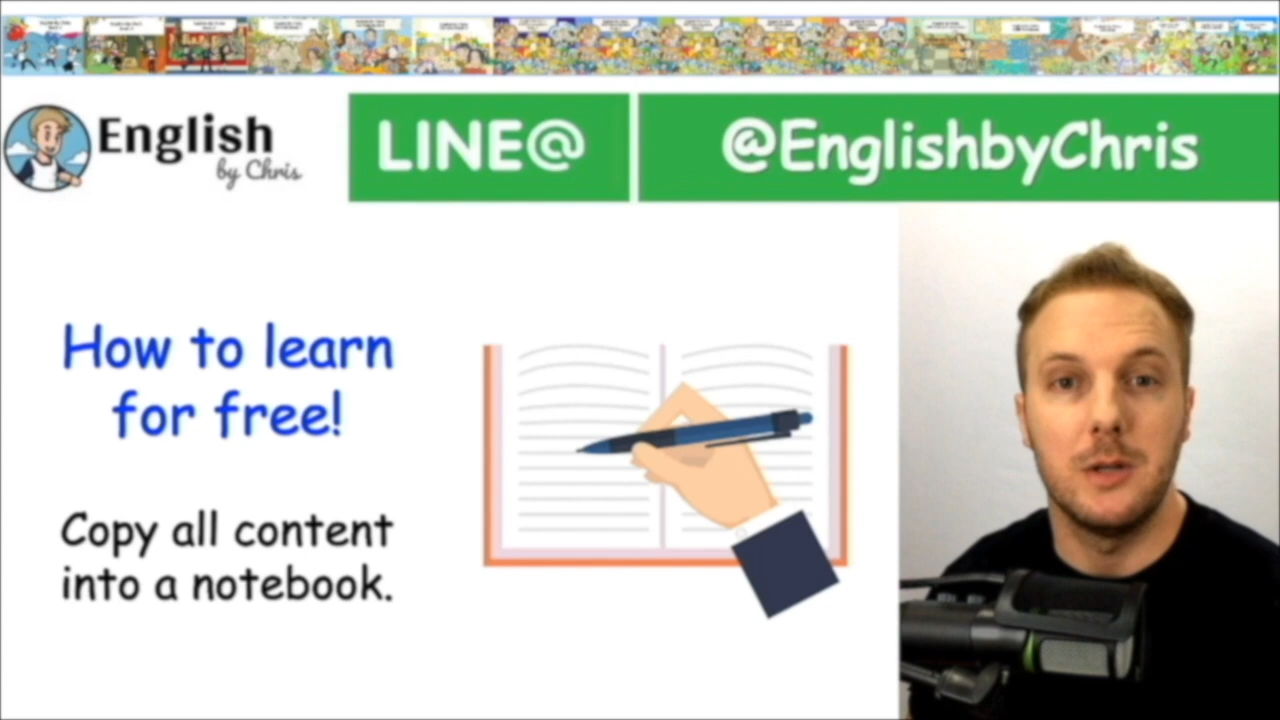 English
by Chris
LINE@
@EnglishbyChris
How to learn
for free!
Copy all content
into a notebook.